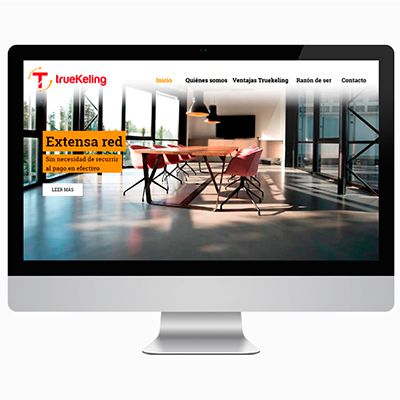 T trueKeling
Inicio Quiénes somos Ventajas Truekeling Razón de ser Contacto
Extensa red
Sin necesidad de recurrir
al pago en efectivo
LEER MAS